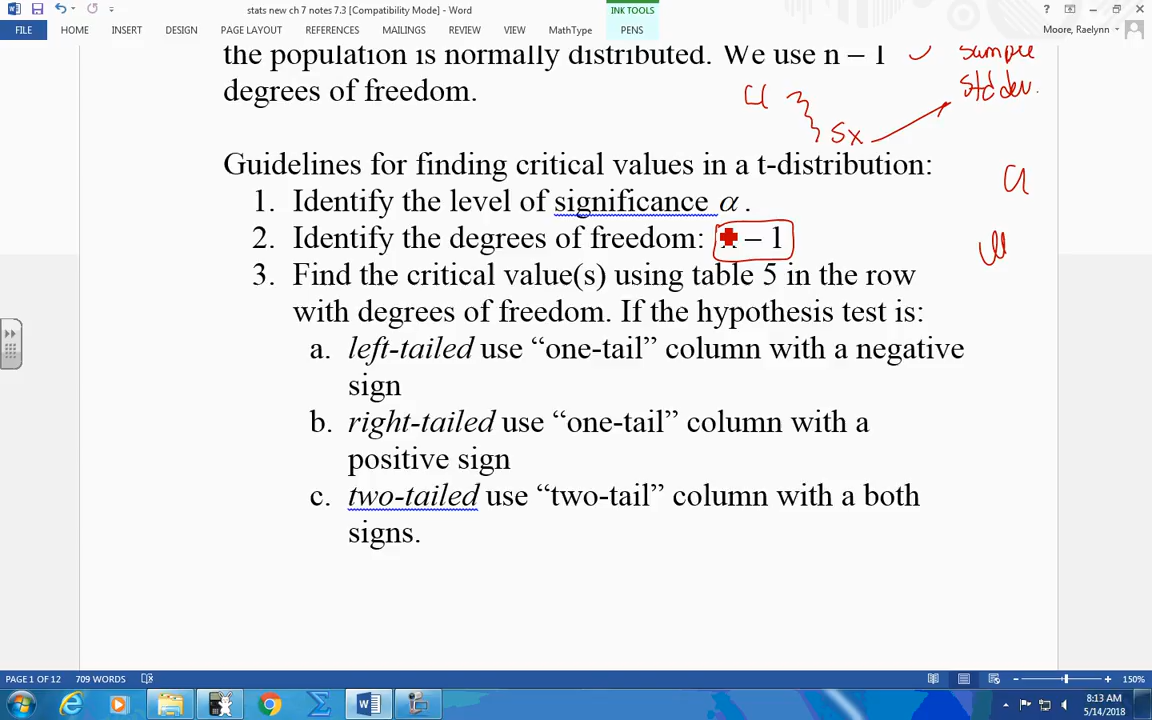 stats new ch 7 notes 7.3 [Compatibility Mode] - Word
INK TOOLS
FILE HOME INSERT DESIGN PAGE LAYOUT REFERENCES MAILINGS REVIEW VIEW MathType PENS
Moore, Raelynn
the population is normally distributed. We use n – 1
sample
degrees of freedom.
std dev.
Sx
Guidelines for finding critical values in a t-distribution:
1. Identify the level of significance α .
2. Identify the degrees of freedom: – 1
3. Find the critical value(s) using table 5 in the row
with degrees of freedom. If the hypothesis test is:
a. left-tailed use “one-tail” column with a negative
sign
b. right-tailed use “one-tail” column with a
positive sign
c. two-tailed use “two-tail” column with a both
signs.
PAGE 1 OF 12 709 WORDS
150%
8:13 AM
5/14/2018